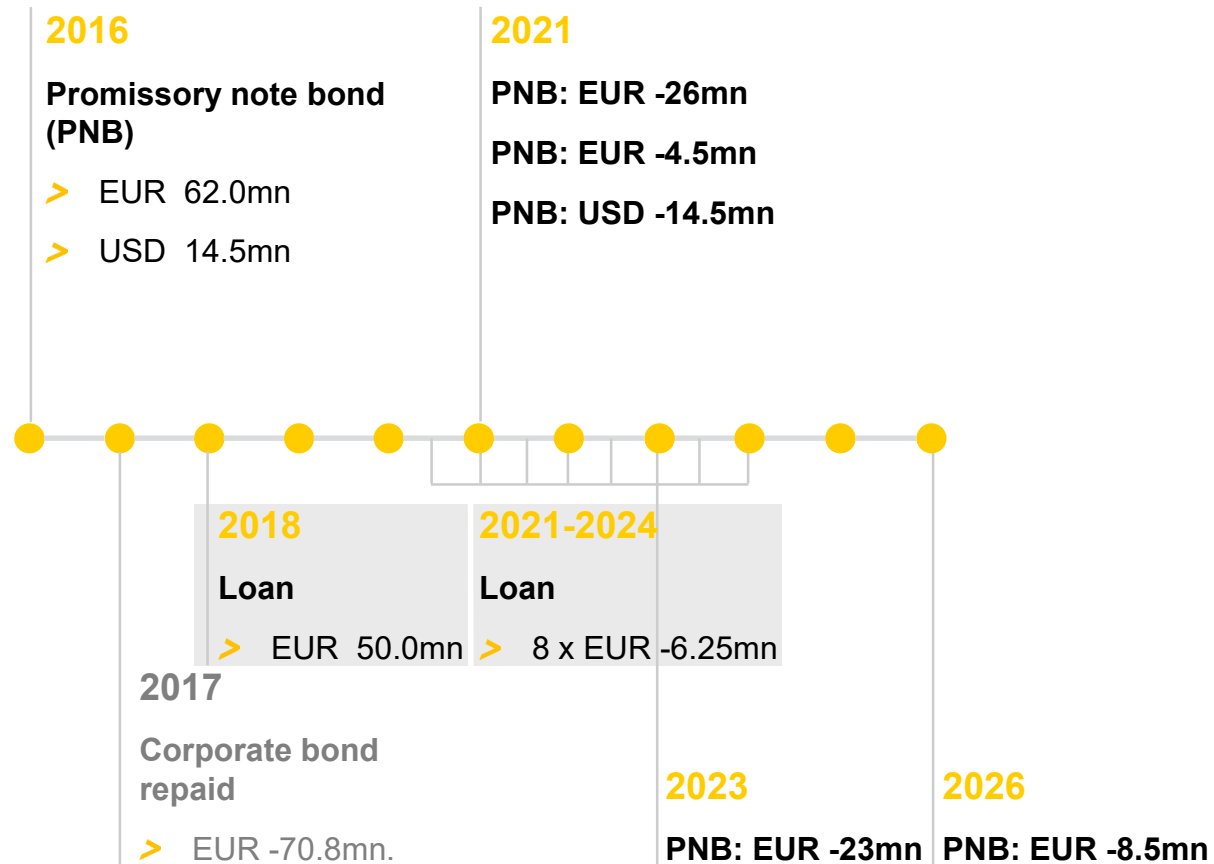 2016
Promissory note bond
(PNB)
> EUR 62.0mn
> USD 14.5mn
2021
PNB: EUR -26mn
PNB: EUR -4.5mn
PNB: USD -14.5mn
2018
Loan
> EUR 50.0mn
2021-2024
Loan
> 8 x EUR -6.25mn
2017
Corporate bond
repaid
> EUR -70.8mn.
2023
PNB: EUR -23mn
2026
PNB: EUR -8.5mn